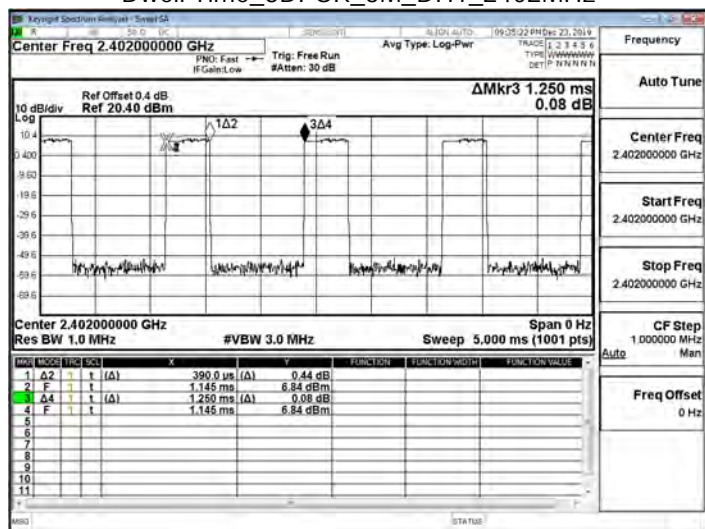 Keysight Spectrum Analyzer - Swept SA
09:35:22 PM Dec 23, 2019
Center Freq 2.402000000 GHz
PNO: Fast
IFGain:Low
Trig: Free Run
#Atten: 30 dB
Avg Type: Log-Pwr
TRACE 1 2 3 4 5 6
TYPE
DET P N N N N N
Frequency
Auto Tune
Center Freq
2.402000000 GHz
Start Freq
2.402000000 GHz
Stop Freq
2.402000000 GHz
CF Step
1.000000 MHz
Auto Man
Freq Offset
0 Hz
Ref Offset 0.4 dB
10 dB/div Ref 20.40 dBm
ΔMkr3 1.250 ms
0.08 dB
Log
10.4
0.400
-9.60
-19.6
-29.6
-39.6
-49.6
-59.6
-69.6
1Δ2
3Δ4
Center 2.402000000 GHz
Span 0 Hz
Res BW 1.0 MHz #VBW 3.0 MHz Sweep 5.000 ms (1001 pts)
MKR MODE TRC SCL X Y FUNCTION FUNCTION WIDTH FUNCTION VALUE
1 Δ2 1 t (Δ) 390.0 µs (Δ) 0.44 dB
2 F 1 t 1.145 ms 6.84 dBm
3 Δ4 1 t (Δ) 1.250 ms (Δ) 0.08 dB
4 F 1 t 1.145 ms 6.84 dBm
5
6
7
8
9
10
11
MSG
STATUS